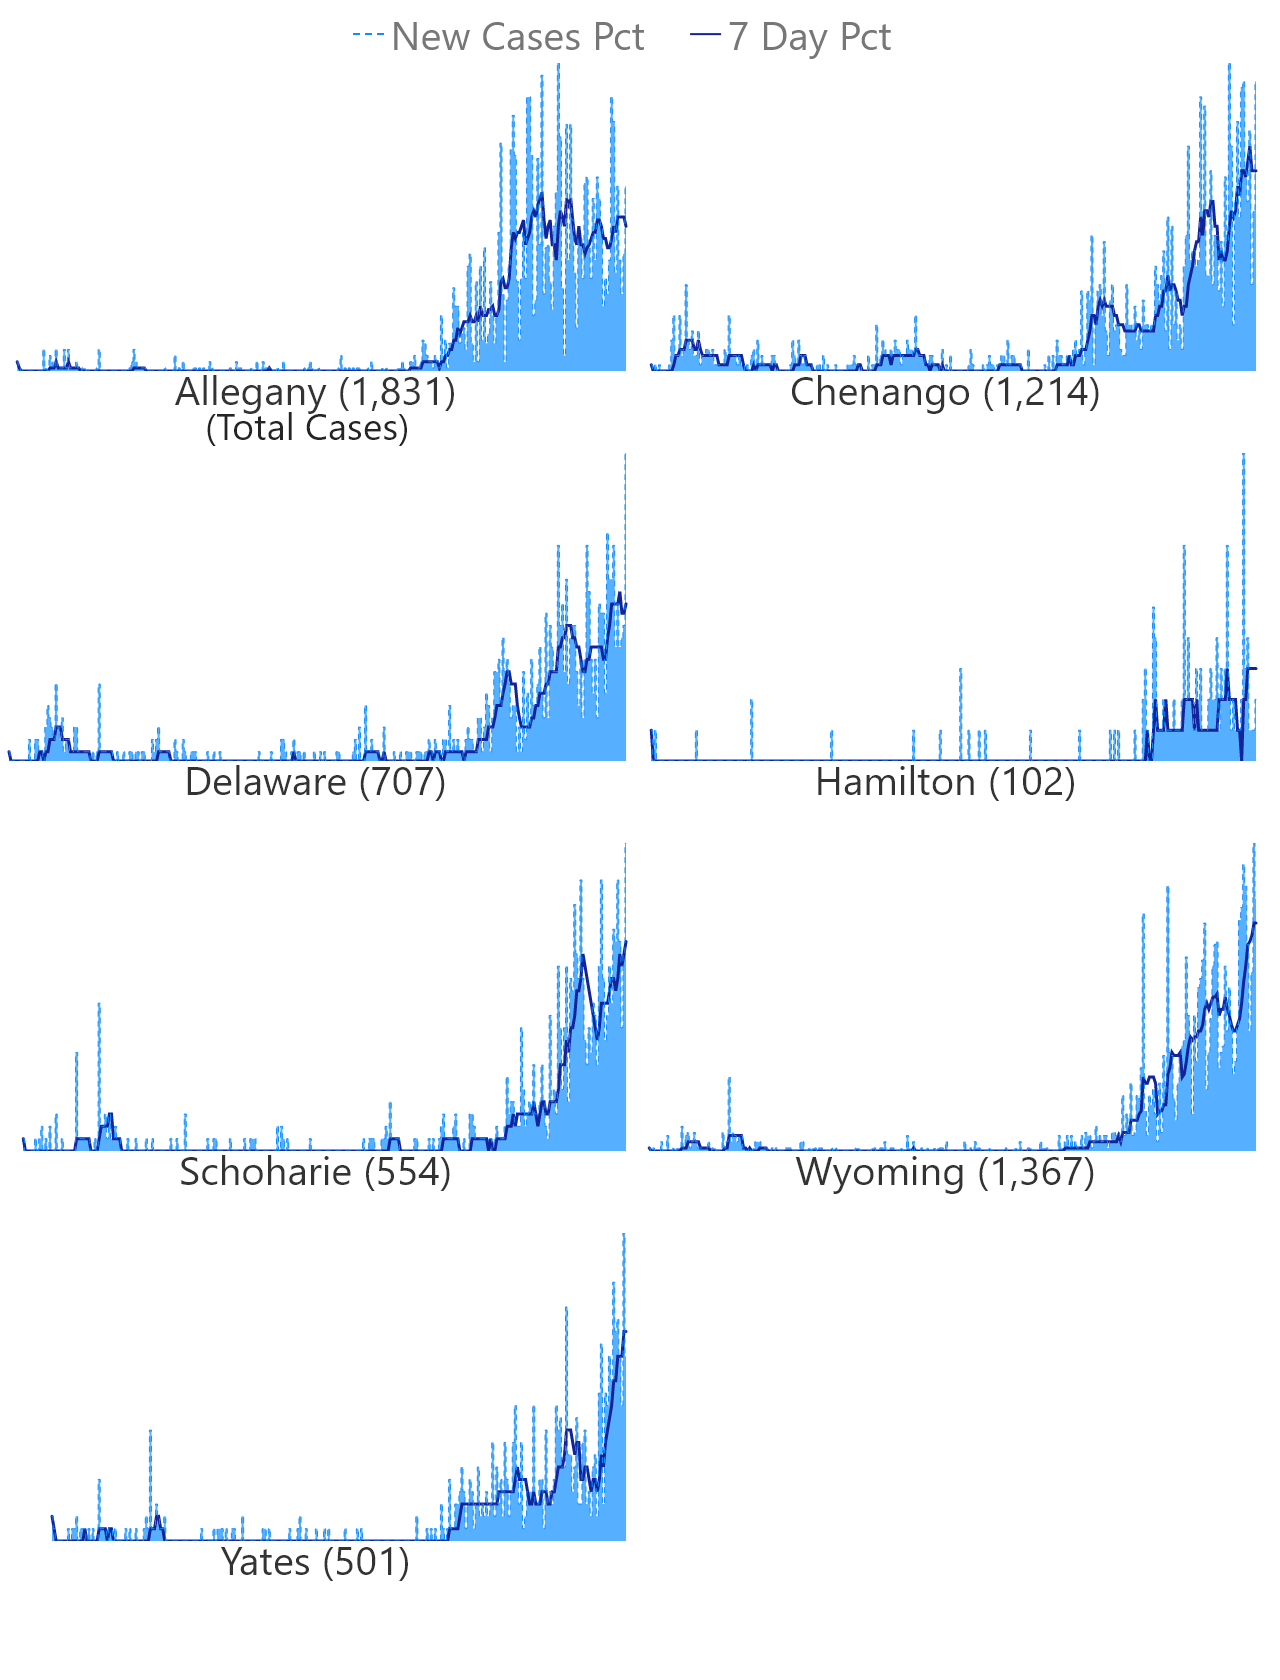 New Cases Pct 7 Day Pct
Allegany (1,831) Chenango (1,214)
(Total Cases)
Delaware (707) Hamilton (102)
Schoharie (554) Wyoming (1,367)
Yates (501)